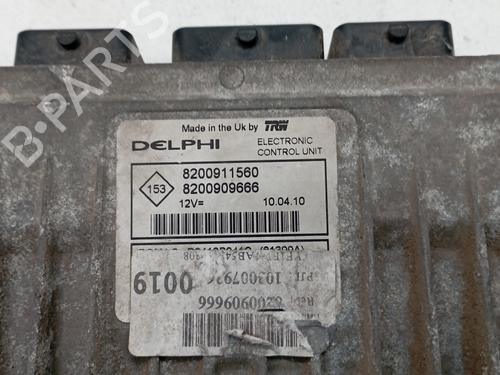 B-PARTS
Made in the Uk by TRW
DELPHI
ELECTRONIC
CONTROL UNIT
153
8200911560
8200909666
12V=
10.04.10
0019
8200909666